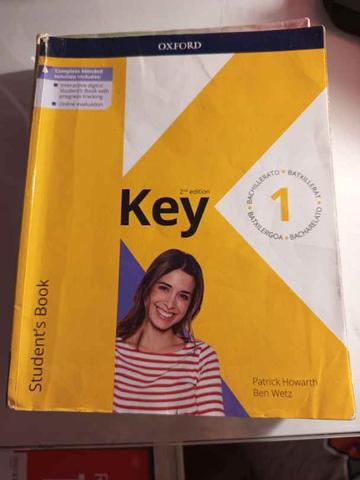 OXFORD
Complete blended
solution includes:
Interactive digital
Student's Book with
progress tracking
Online evaluation
2nd edition
Key
1
BACHILLERATO • BATXILLERAT • BACHARELATO • BATXILERGOA •
Student's Book
Patrick Howarth
Ben Wetz